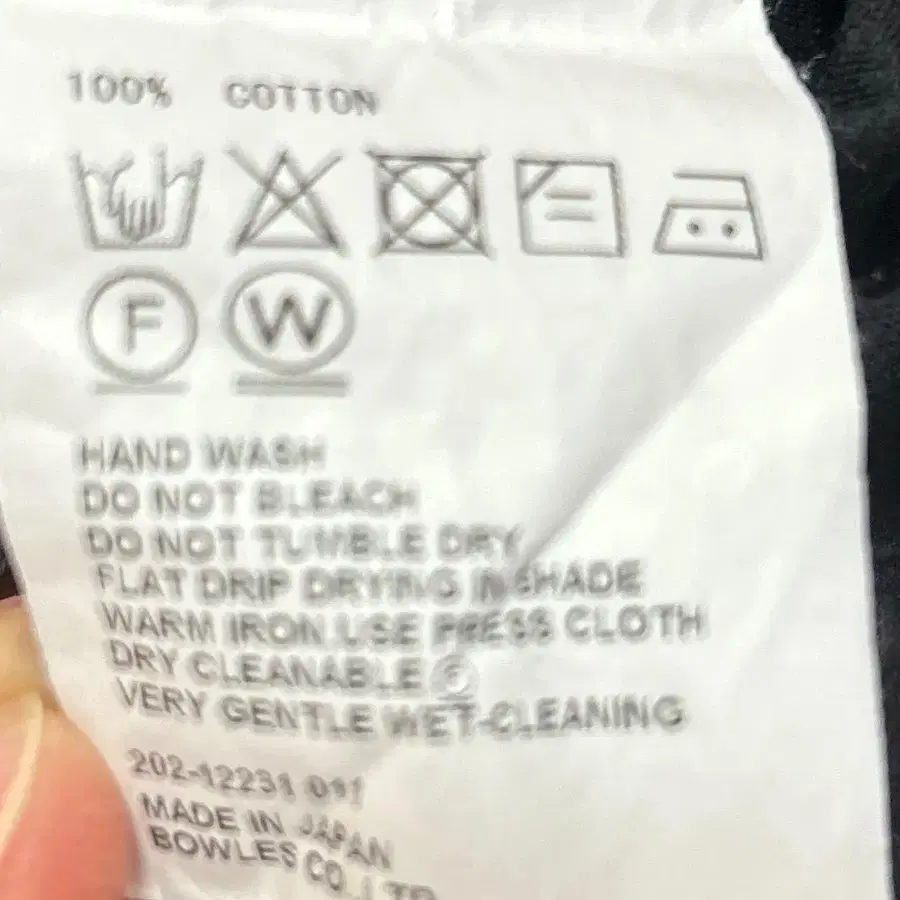 100% COTTON
F W
HAND WASH
DO NOT BLEACH
DO NOT TUMBLE DRY
FLAT DRIP DRYING IN SHADE
WARM IRON USE PRESS CLOTH
DRY CLEANABLE Ⓕ
VERY GENTLE WET-CLEANING
202-12231 011
MADE IN JAPAN
BOWLES CO.,LTD